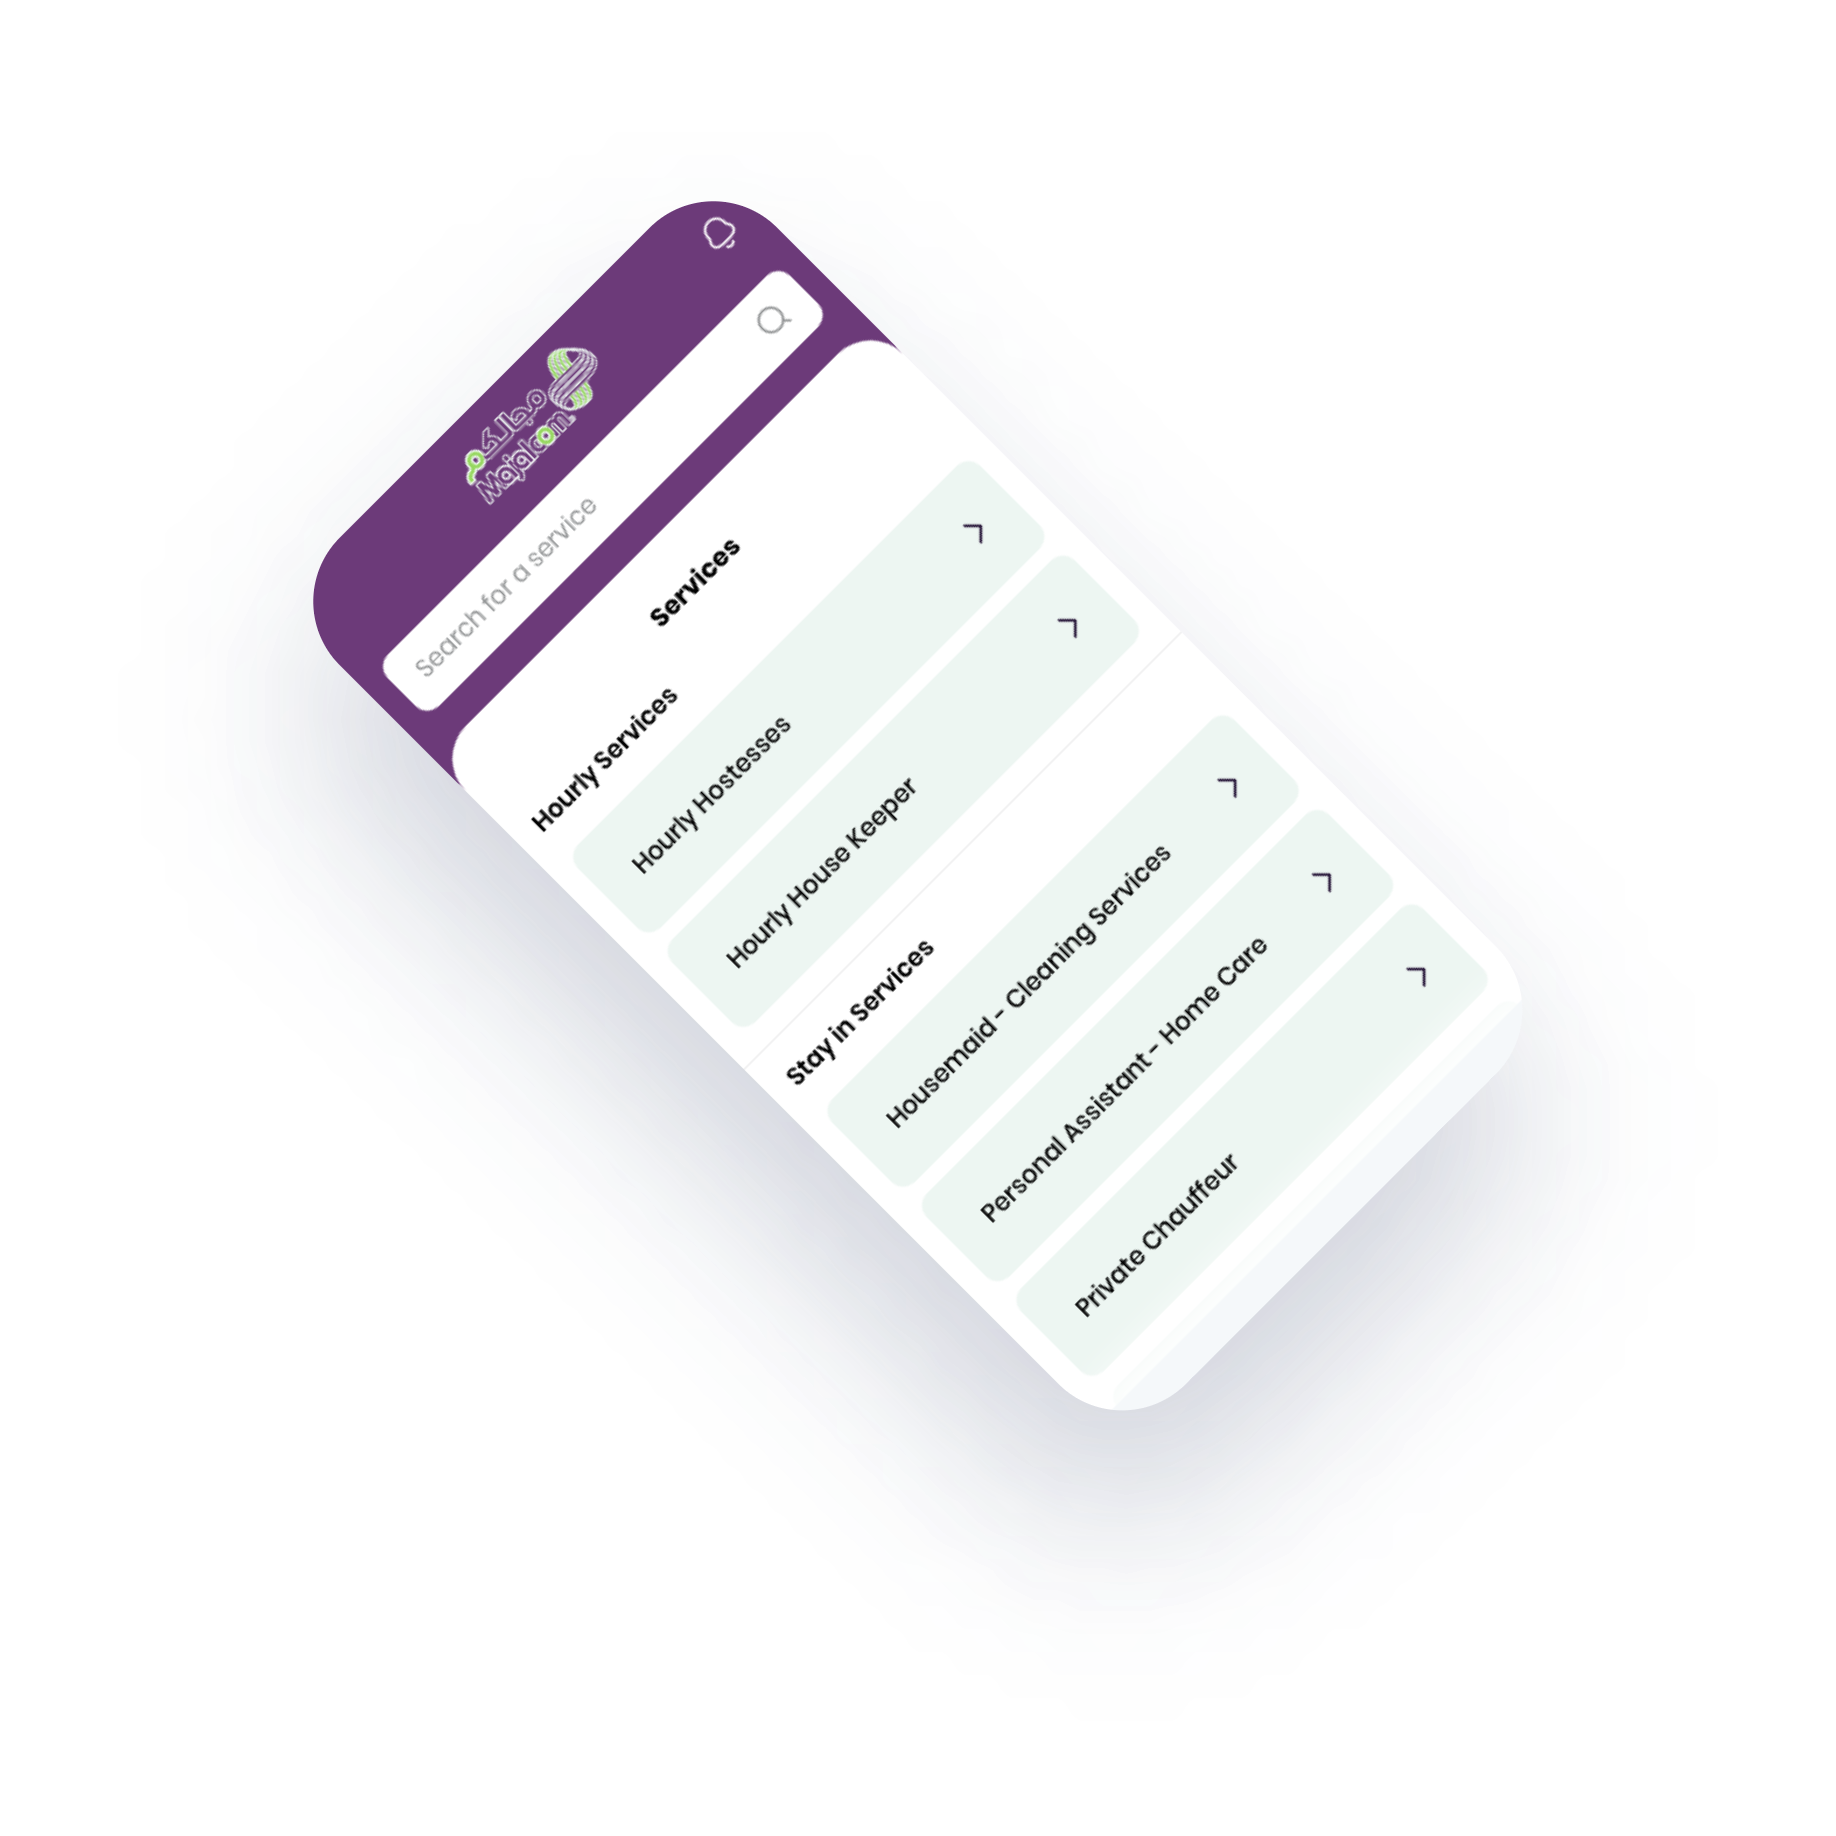 مجالكم
Majalcom
Search for a service
Services
Hourly Services
Hourly Hostesses
Hourly House Keeper
Stay in Services
Housemaid - Cleaning Services
Personal Assistant - Home Care
Private Chauffeur